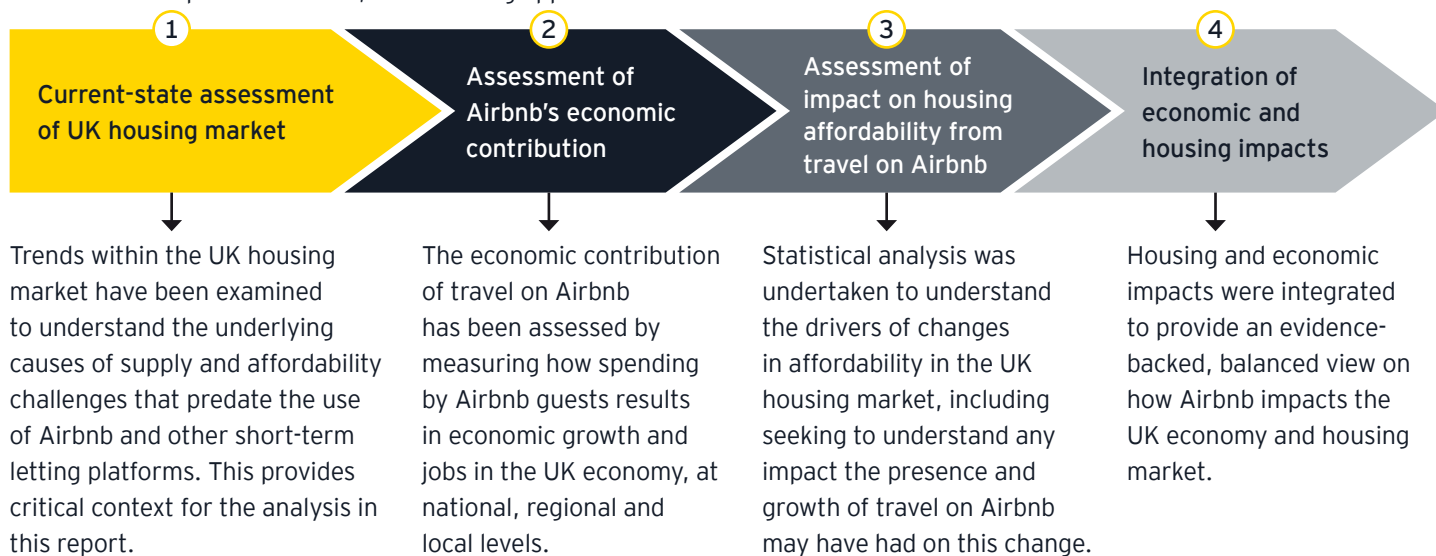 1
Current-state assessment
of UK housing market
2
Assessment of
Airbnb's economic
contribution
3
Assessment of
impact on housing
affordability from
travel on Airbnb
4
Integration of
economic and
housing impacts
Trends within the UK housing
market have been examined
to understand the underlying
causes of supply and affordability
challenges that predate the use
of Airbnb and other short-term
letting platforms. This provides
critical context for the analysis in
this report.
The economic contribution
of travel on Airbnb
has been assessed by
measuring how spending
by Airbnb guests results
in economic growth and
jobs in the UK economy, at
national, regional and
local levels.
Statistical analysis was
undertaken to understand
the drivers of changes
in affordability in the UK
housing market, including
seeking to understand any
impact the presence and
growth of travel on Airbnb
may have had on this change.
Housing and economic
impacts were integrated
to provide an evidence-
backed, balanced view on
how Airbnb impacts the
UK economy and housing
market.